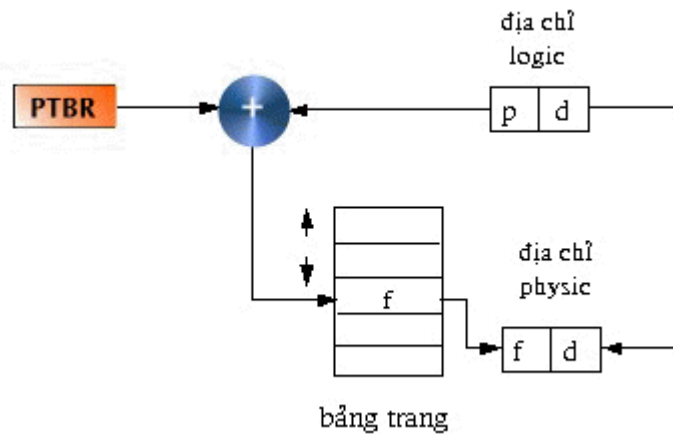 địa chỉ
logic
PTBR
+
p d
f
địa chỉ
physic
f d
bảng trang